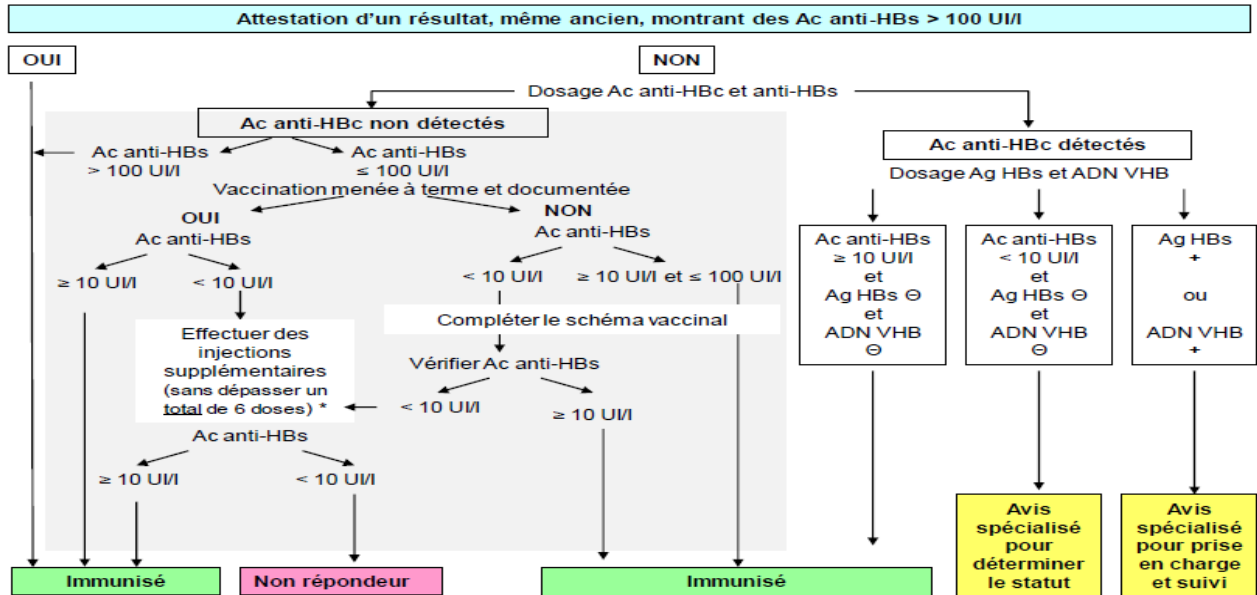 Attestation d'un résultat, même ancien, montrant des Ac anti-HBs > 100 UI/l
OUI
NON
Dosage Ac anti-HBc et anti-HBs
Ac anti-HBc non détectés
Ac anti-HBs
> 100 UI/l
Ac anti-HBs
≤ 100 UI/l
Vaccination menée à terme et documentée
OUI
Ac anti-HBs
≥ 10 UI/l
< 10 UI/l
NON
Ac anti-HBs
< 10 UI/l
≥ 10 UI/l et ≤ 100 UI/l
Effectuer des
injections
supplémentaires
(sans dépasser un
total de 6 doses) *
Compléter le schéma vaccinal
Vérifier Ac anti-HBs
< 10 UI/l
≥ 10 UI/l
Ac anti-HBs
≥ 10 UI/l
< 10 UI/l
Ac anti-HBc détectés
Dosage Ag HBs et ADN VHB
Ac anti-HBs
≥ 10 UI/l
et
Ag HBs Θ
et
ADN VHB
Θ
Ac anti-HBs
< 10 UI/l
et
Ag HBs Θ
et
ADN VHB
Θ
Ag HBs
+
ou
ADN VHB
+
Immunisé
Non répondeur
Immunisé
Avis
spécialisé
pour
déterminer
le statut
Avis
spécialisé
pour prise
en charge
et suivi